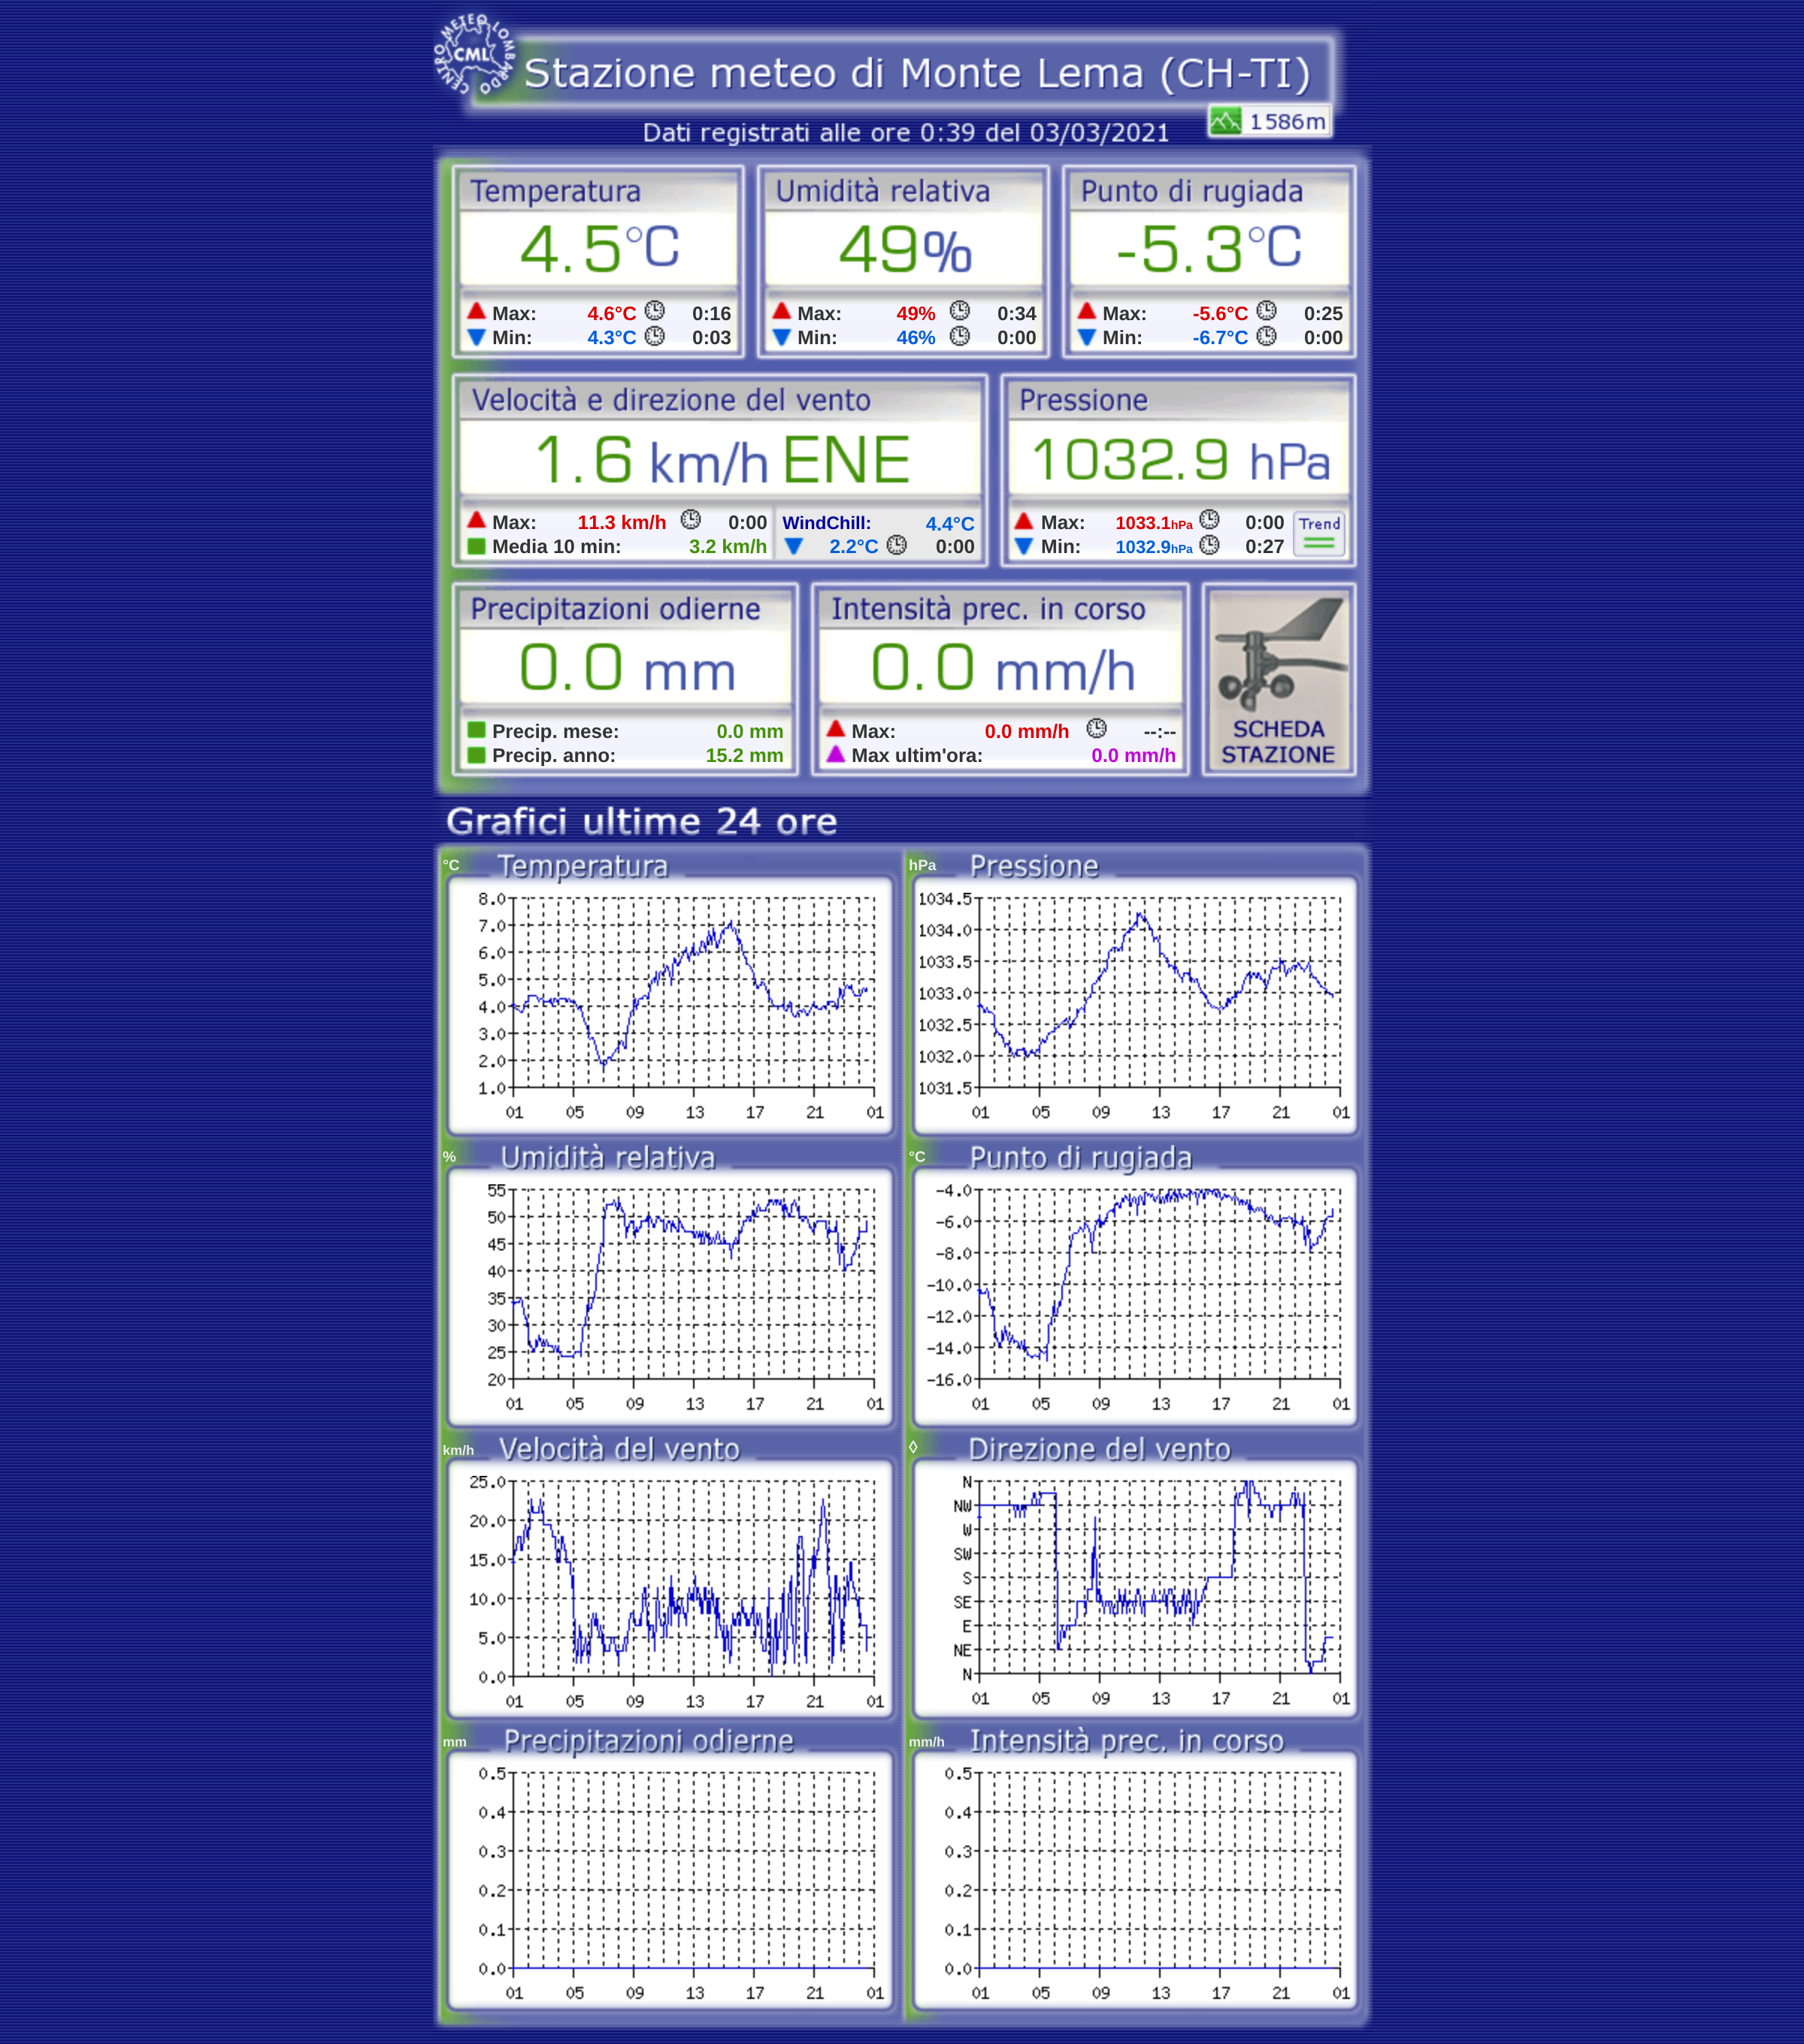 CENTRO METEO LOMBARDO
CML
Stazione meteo di Monte Lema (CH-TI)
1586m
Dati registrati alle ore 0:39 del 03/03/2021
Temperatura Umidità relativa Punto di rugiada
4.5°C 49% -5.3°C
Max: 4.6°C 0:16 Max: 49% 0:34 Max: -5.6°C 0:25
Min: 4.3°C 0:03 Min: 46% 0:00 Min: -6.7°C 0:00
Velocità e direzione del vento Pressione
1.6 km/h ENE 1032.9 hPa
Max: 11.3 km/h 0:00 WindChill: 4.4°C Max: 1033.1hPa 0:00 Trend
Media 10 min: 3.2 km/h 2.2°C 0:00 Min: 1032.9hPa 0:27
Precipitazioni odierne Intensità prec. in corso
0.0 mm 0.0 mm/h
Precip. mese: 0.0 mm Max: 0.0 mm/h --:-- SCHEDA
Precip. anno: 15.2 mm Max ultim'ora: 0.0 mm/h STAZIONE
Grafici ultime 24 ore
°C Temperatura hPa Pressione
8.0 1034.5
7.0 1034.0
6.0 1033.5
5.0 1033.0
4.0 1032.5
3.0 1032.0
2.0 1031.5
1.0
01 05 09 13 17 21 01 01 05 09 13 17 21 01
% Umidità relativa °C Punto di rugiada
55 -4.0
50 -6.0
45 -8.0
40 -10.0
35 -12.0
30 -14.0
25 -16.0
20
01 05 09 13 17 21 01 01 05 09 13 17 21 01
km/h Velocità del vento ◊ Direzione del vento
25.0 N
20.0 NW
15.0 W
10.0 SW
5.0 S
0.0 SE
E
NE
N
01 05 09 13 17 21 01 01 05 09 13 17 21 01
mm Precipitazioni odierne mm/h Intensità prec. in corso
0.5 0.5
0.4 0.4
0.3 0.3
0.2 0.2
0.1 0.1
0.0 0.0
01 05 09 13 17 21 01 01 05 09 13 17 21 01